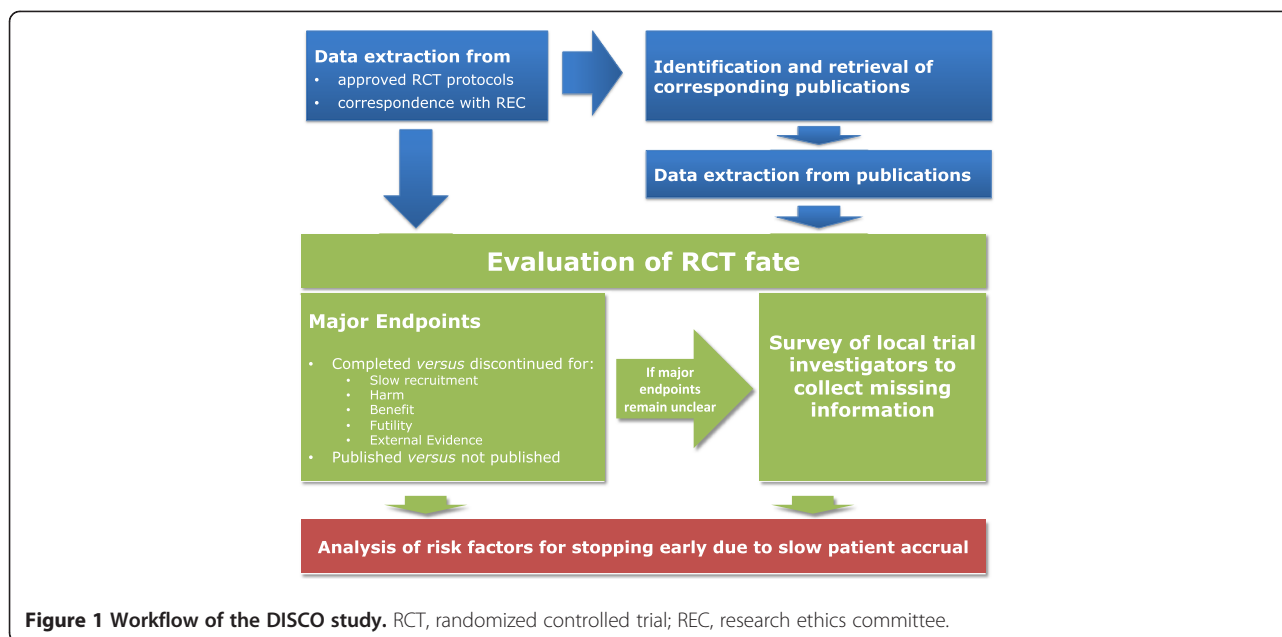 Data extraction from
• approved RCT protocols
• correspondence with REC
Identification and retrieval of
corresponding publications
Data extraction from publications
Evaluation of RCT fate
Major Endpoints
• Completed versus discontinued for:
• Slow recruitment
• Harm
• Benefit
• Futility
• External Evidence
• Published versus not published
If major
endpoints
remain unclear
Survey of local trial
investigators to
collect missing
information
Analysis of risk factors for stopping early due to slow patient accrual
Figure 1 Workflow of the DISCO study. RCT, randomized controlled trial; REC, research ethics committee.